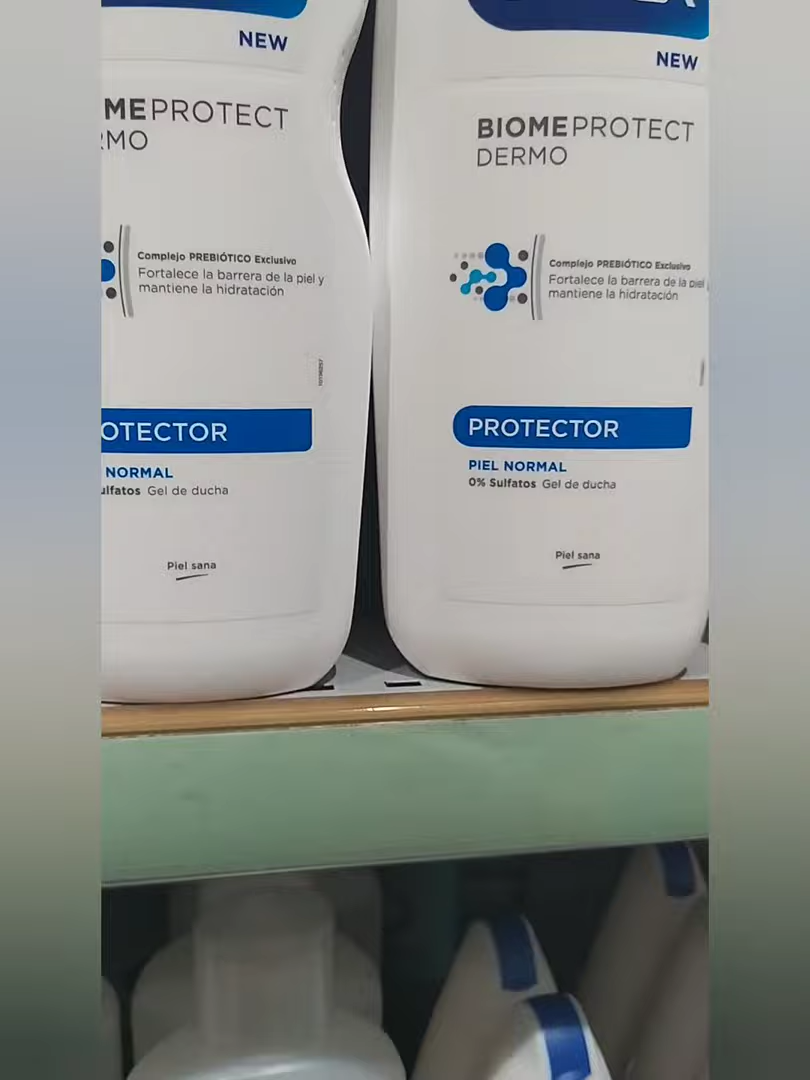 NEW
MEPROTECT
MO
Complejo PREBIÓTICO Exclusivo
Fortalece la barrera de la piel y
mantiene la hidratación
OTECTOR
NORMAL
ulfatos Gel de ducha
Piel sana
NEW
BIOMEPROTECT
DERMO
Complejo PREBIÓTICO Exclusivo
Fortalece la barrera de la piel
mantiene la hidratación
PROTECTOR
PIEL NORMAL
0% Sulfatos Gel de ducha
Piel sana